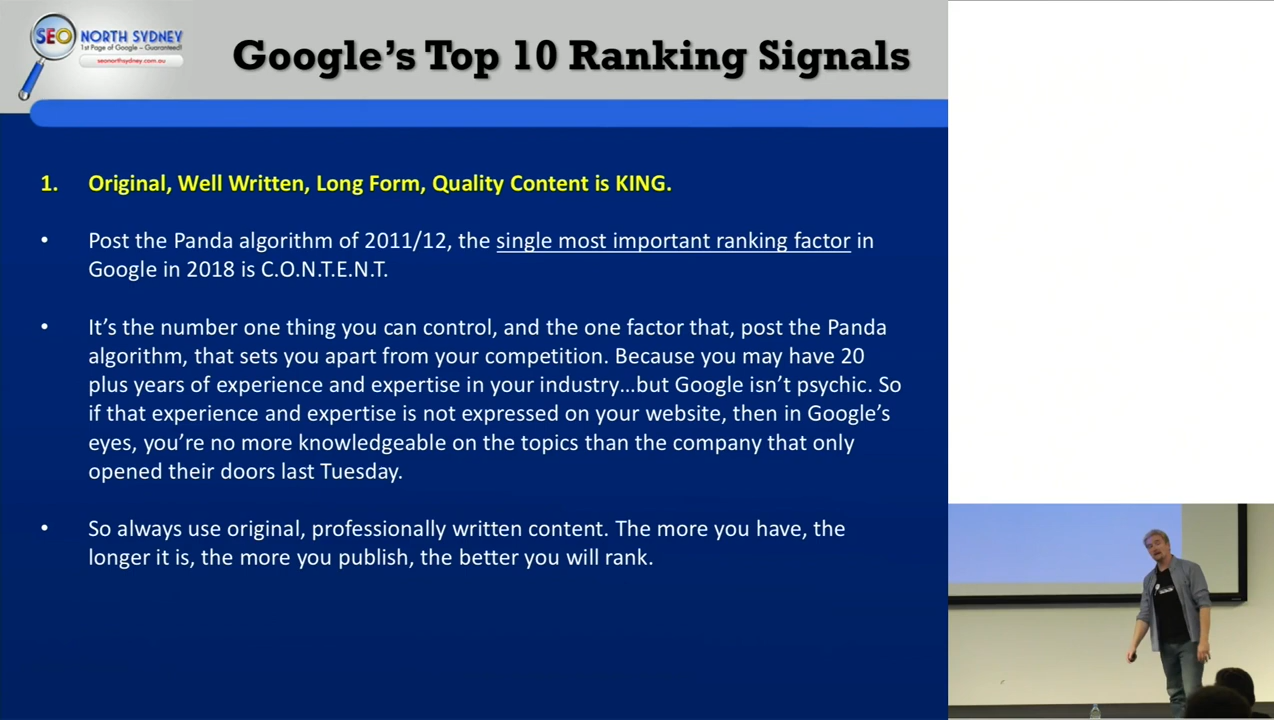 SEO NORTH SYDNEY
1st Page of Google - Guaranteed!
seonorthsydney.com.au
Google's Top 10 Ranking Signals
1. Original, Well Written, Long Form, Quality Content is KING.
• Post the Panda algorithm of 2011/12, the single most important ranking factor in
Google in 2018 is C.O.N.T.E.N.T.
• It's the number one thing you can control, and the one factor that, post the Panda
algorithm, that sets you apart from your competition. Because you may have 20
plus years of experience and expertise in your industry…but Google isn't psychic. So
if that experience and expertise is not expressed on your website, then in Google's
eyes, you're no more knowledgeable on the topics than the company that only
opened their doors last Tuesday.
• So always use original, professionally written content. The more you have, the
longer it is, the more you publish, the better you will rank.